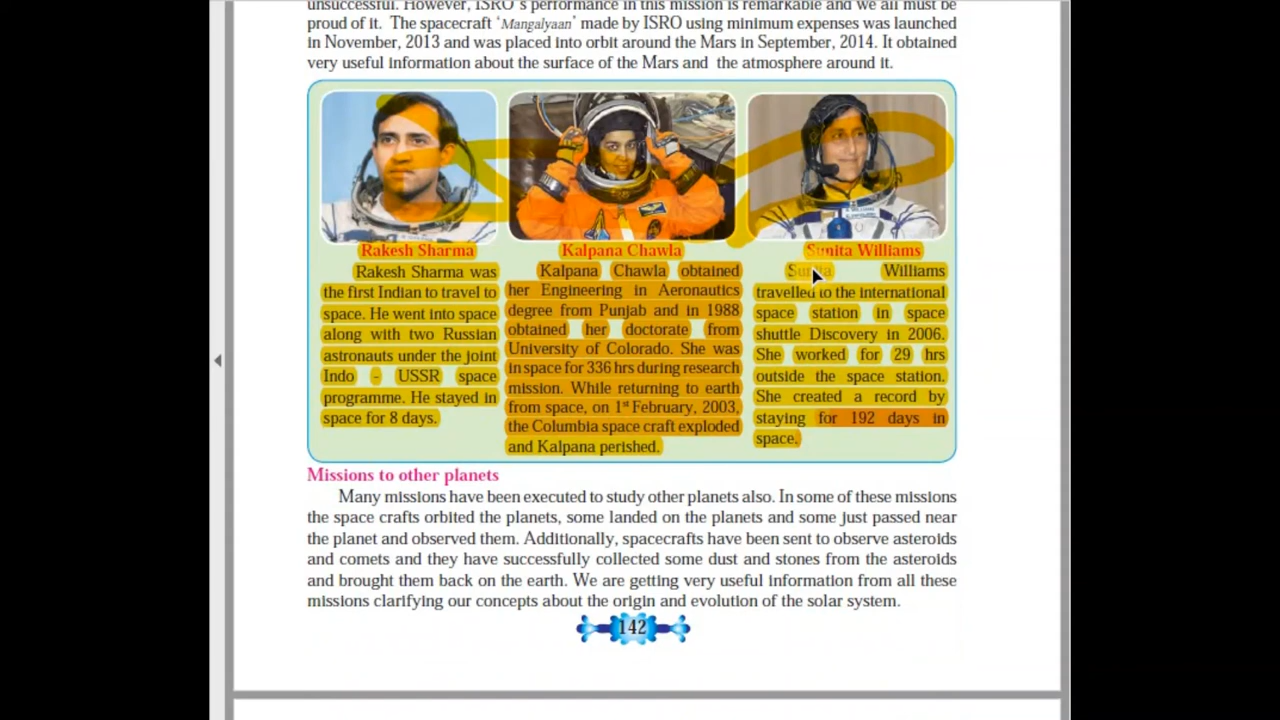 unsuccessful. However, ISRO's performance in this mission is remarkable and we all must be
proud of it. The spacecraft 'Mangalyaan' made by ISRO using minimum expenses was launched
in November, 2013 and was placed into orbit around the Mars in September, 2014. It obtained
very useful information about the surface of the Mars and the atmosphere around it.
Rakesh Sharma
Rakesh Sharma was
the first Indian to travel to
space. He went into space
along with two Russian
astronauts under the joint
Indo - USSR space
programme. He stayed in
space for 8 days.
Kalpana Chawla
Kalpana Chawla obtained
her Engineering in Aeronautics
degree from Punjab and in 1988
obtained her doctorate from
University of Colorado. She was
in space for 336 hrs during research
mission. While returning to earth
from space, on 1st February, 2003,
the Columbia space craft exploded
and Kalpana perished.
Sunita Williams
Sunita Williams
travelled to the international
space station in space
shuttle Discovery in 2006.
She worked for 29 hrs
outside the space station.
She created a record by
staying for 192 days in
space.
Missions to other planets
Many missions have been executed to study other planets also. In some of these missions
the space crafts orbited the planets, some landed on the planets and some just passed near
the planet and observed them. Additionally, spacecrafts have been sent to observe asteroids
and comets and they have successfully collected some dust and stones from the asteroids
and brought them back on the earth. We are getting very useful information from all these
missions clarifying our concepts about the origin and evolution of the solar system.
142